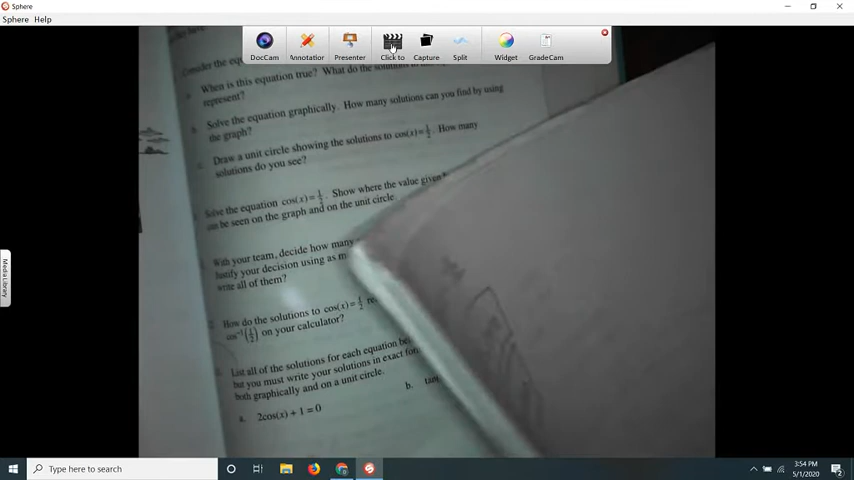 Sphere
Sphere Help
DocCam
Annotation
Presenter
Click to
Capture
Split
Widget
GradeCam
Consider the
When is this equation true? What do the solutions
represent?
Solve the equation graphically. How many solutions can you find by using
the graph?
Draw a unit circle showing the solutions to cos(x) = 1/2. How many
solutions do you see?
Solve the equation cos(x) = 1/2. Show where the value given
can be seen on the graph and on the unit circle.
With your team, decide how many
Justify your decision using as
write all of them?
How do the solutions to cos(x) = 1/2
cos⁻¹(1/2) on your calculator?
List all of the solutions for each equation
but you must write your solutions in exact
both graphically and on a unit circle.
a. 2cos(x) + 1 = 0
b.
Media Library
Type here to search
3:54 PM
5/1/2020
2